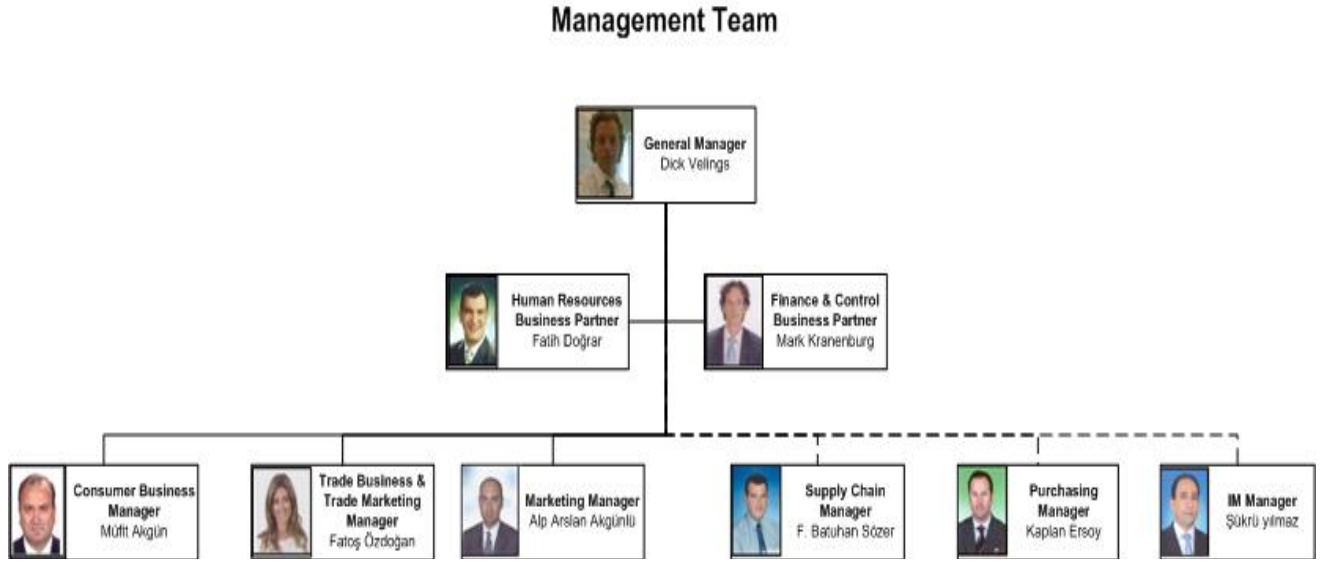 Management Team
General Manager
Dick Velings
Human Resources
Business Partner
Fatih Doğrar
Finance & Control
Business Partner
Mark Kranenburg
Consumer Business
Manager
Müfit Akgün
Trade Business &
Trade Marketing
Manager
Fatoş Özdoğan
Marketing Manager
Alp Arslan Akgünlü
Supply Chain
Manager
F. Batuhan Sözer
Purchasing
Manager
Kaplan Ersoy
IM Manager
Şükrü yılmaz